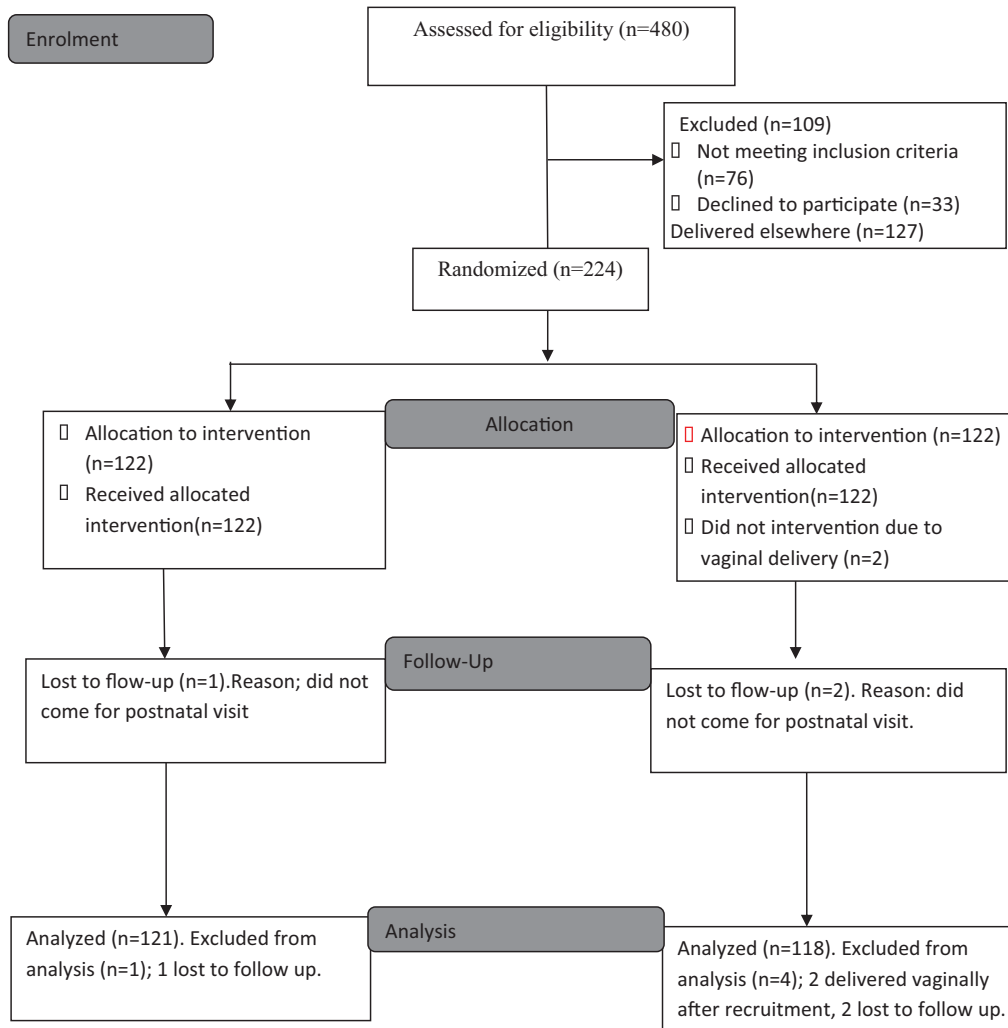 Enrolment
Assessed for eligibility (n=480)
Excluded (n=109)
▯ Not meeting inclusion criteria
(n=76)
▯ Declined to participate (n=33)
Delivered elsewhere (n=127)
Randomized (n=224)
Allocation
▯ Allocation to intervention
(n=122)
▯ Received allocated
intervention(n=122)
▯ Allocation to intervention (n=122)
▯ Received allocated
intervention(n=122)
▯ Did not intervention due to
vaginal delivery (n=2)
Follow-Up
Lost to flow-up (n=1).Reason; did not
come for postnatal visit
Lost to flow-up (n=2). Reason: did
not come for postnatal visit.
Analysis
Analyzed (n=121). Excluded from
analysis (n=1); 1 lost to follow up.
Analyzed (n=118). Excluded from
analysis (n=4); 2 delivered vaginally
after recruitment, 2 lost to follow up.